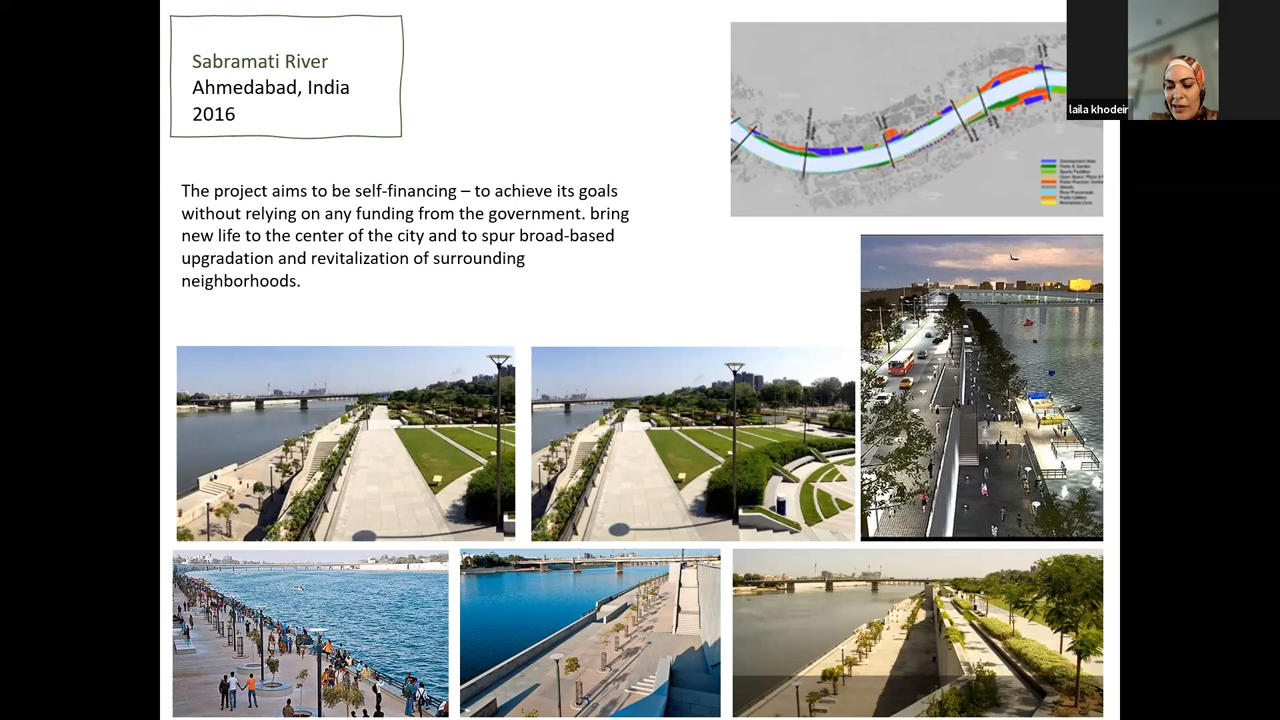 Sabramati River
Ahmedabad, India
2016
laila khodeir
The project aims to be self-financing – to achieve its goals
without relying on any funding from the government. bring
new life to the center of the city and to spur broad-based
upgradation and revitalization of surrounding
neighborhoods.